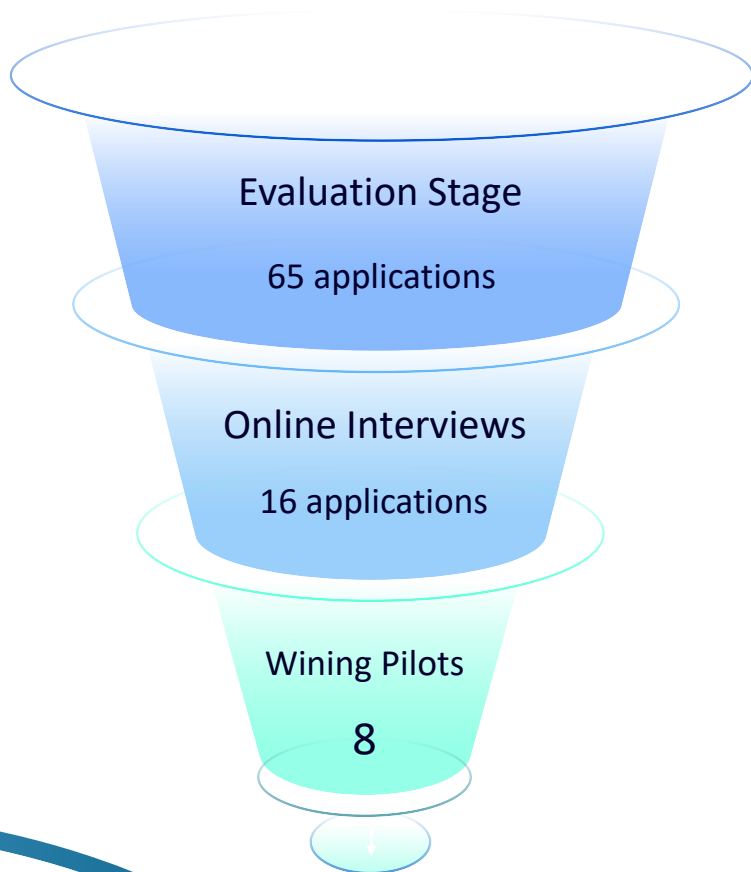 Evaluation Stage
65 applications
Online Interviews
16 applications
Wining Pilots
8